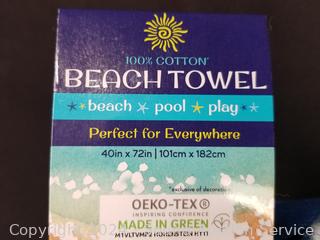 100% COTTON*
BEACH TOWEL
beach pool play
Perfect for Everywhere
40in x 72in | 101cm x 182cm
*exclusive of decoration
OEKO-TEX®
INSPIRING CONFIDENCE
MADE IN GREEN
Copyright